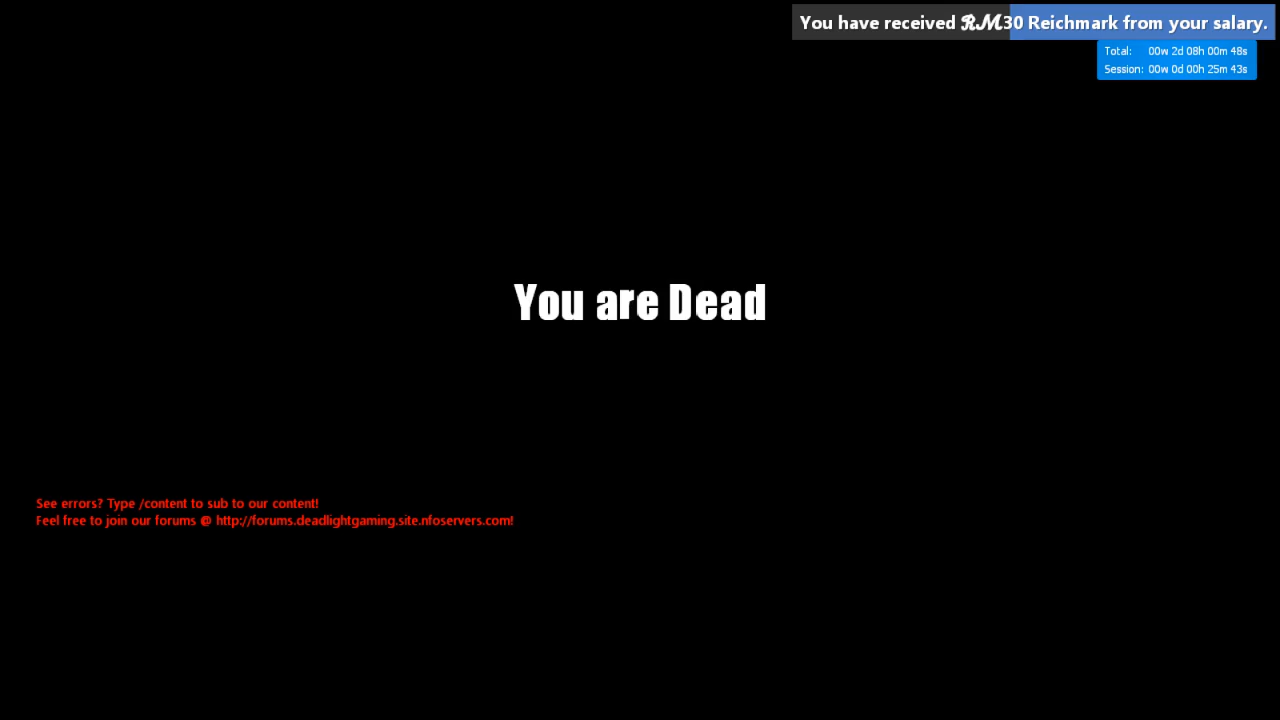 You have received ℛℳ30 Reichmark from your salary.
Total: 00w 2d 08h 00m 48s
Session: 00w 0d 00h 25m 43s
You are Dead
See errors? Type /content to sub to our content!
Feel free to join our forums @ http://forums.deadlightgaming.site.nfoservers.com!